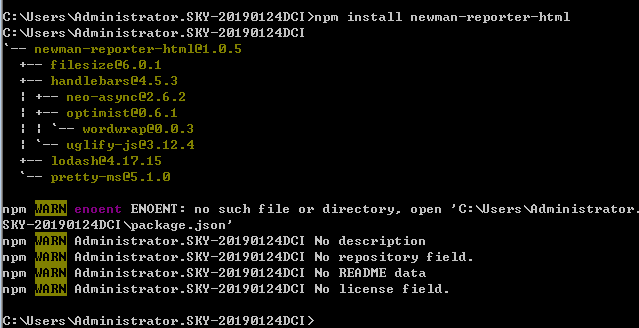 C:\Users\Administrator.SKY-20190124DCI>npm install newman-reporter-html
C:\Users\Administrator.SKY-20190124DCI
`-- newman-reporter-html@1.0.5
  +-- filesize@6.0.1
  +-- handlebars@4.5.3
  ¦ +-- neo-async@2.6.2
  ¦ +-- optimist@0.6.1
  ¦ ¦ `-- wordwrap@0.0.3
  ¦ `-- uglify-js@3.12.4
  +-- lodash@4.17.15
  `-- pretty-ms@5.1.0
npm WARN enoent ENOENT: no such file or directory, open 'C:\Users\Administrator.
SKY-20190124DCI\package.json'
npm WARN Administrator.SKY-20190124DCI No description
npm WARN Administrator.SKY-20190124DCI No repository field.
npm WARN Administrator.SKY-20190124DCI No README data
npm WARN Administrator.SKY-20190124DCI No license field.
C:\Users\Administrator.SKY-20190124DCI>